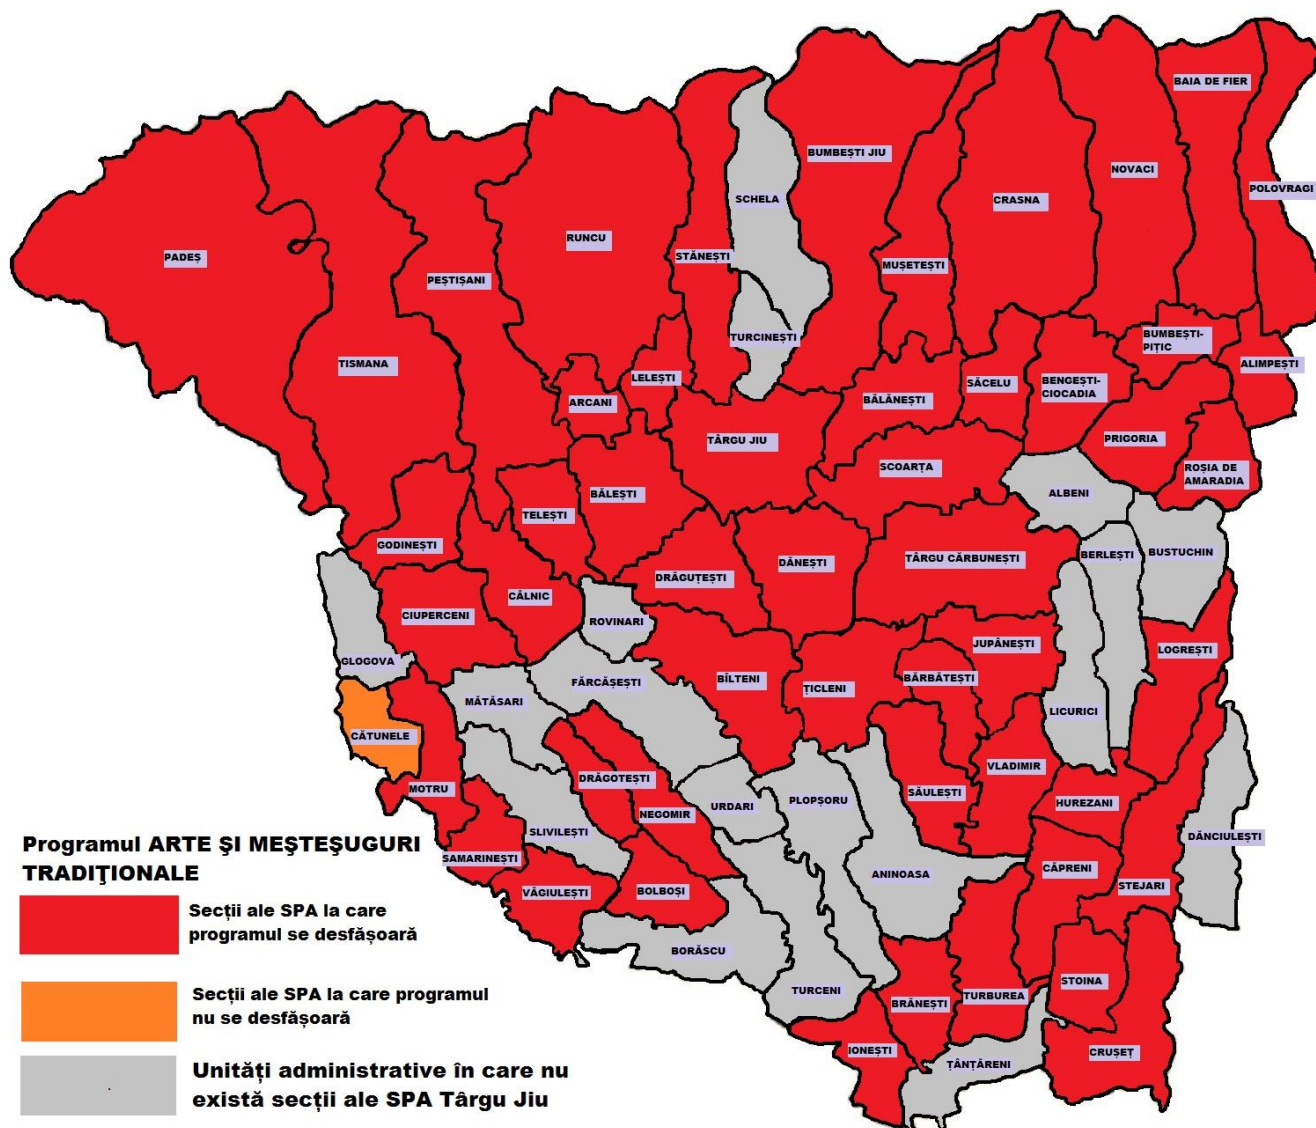 BAIA DE FIER
BUMBEȘTI JIU
NOVACI
POLOVRAGI
SCHELA
CRASNA
RUNCU
PADEȘ
STĂNEȘTI
MUȘETEȘTI
PEȘTIȘANI
TURCINEȘTI
BUMBEȘTI-
PIȚIC
TISMANA
ALIMPEȘTI
LELEȘTI
SĂCELU
BENGEȘTI-
CIOCADIA
ARCANI
BĂLĂNEȘTI
TÂRGU JIU
PRIGORIA
SCOARȚA
ROȘIA DE
AMARADIA
BĂLEȘTI
ALBENI
TELEȘTI
GODINEȘTI
BERLEȘTI
BUSTUCHIN
TÂRGU CĂRBUNEȘTI
DĂNEȘTI
DRĂGUȚEȘTI
CÂLNIC
CIUPERCENI
ROVINARI
JUPÂNEȘTI
LOGREȘTI
GLOGOVA
FĂRCĂȘEȘTI
BÎLTENI
ȚICLENI
BĂRBĂTEȘTI
MĂTĂSARI
LICURICI
CĂTUNELE
VLADIMIR
DRĂGOTEȘTI
MOTRU
SĂULEȘTI
PLOPȘORU
HUREZANI
URDARI
NEGOMIR
SLIVILEȘTI
DĂNCIULEȘTI
SAMARINEȘTI
CĂPRENI
ANINOASA
STEJARI
VĂGIULEȘTI
BOLBOȘI
BORĂSCU
STOINA
TURCENI
TURBUREA
BRĂNEȘTI
IONEȘTI
CRUȘEȚ
ȚÂNȚĂRENI
Programul ARTE ŞI MEŞTEŞUGURI
TRADIŢIONALE
Secții ale SPA la care
programul se desfășoară
Secții ale SPA la care programul
nu se desfășoară
Unități administrative în care nu
există secții ale SPA Târgu Jiu